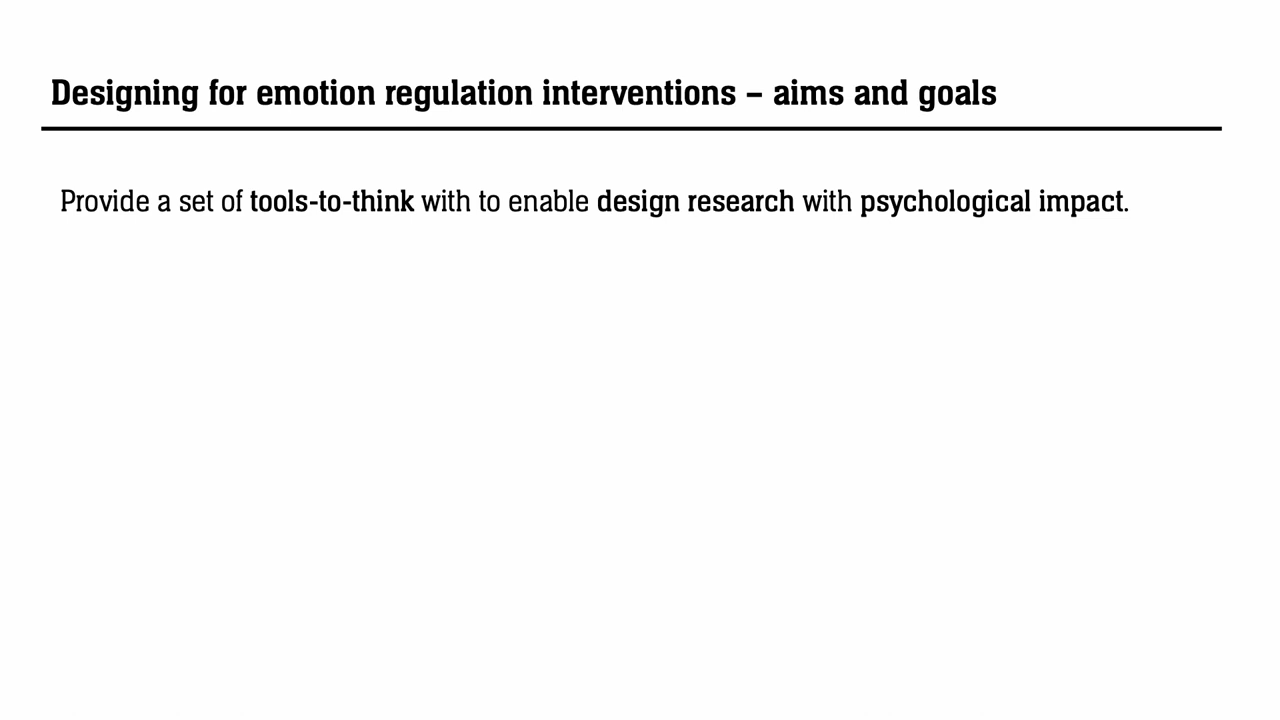 Designing for emotion regulation interventions – aims and goals
Provide a set of tools-to-think with to enable design research with psychological impact.